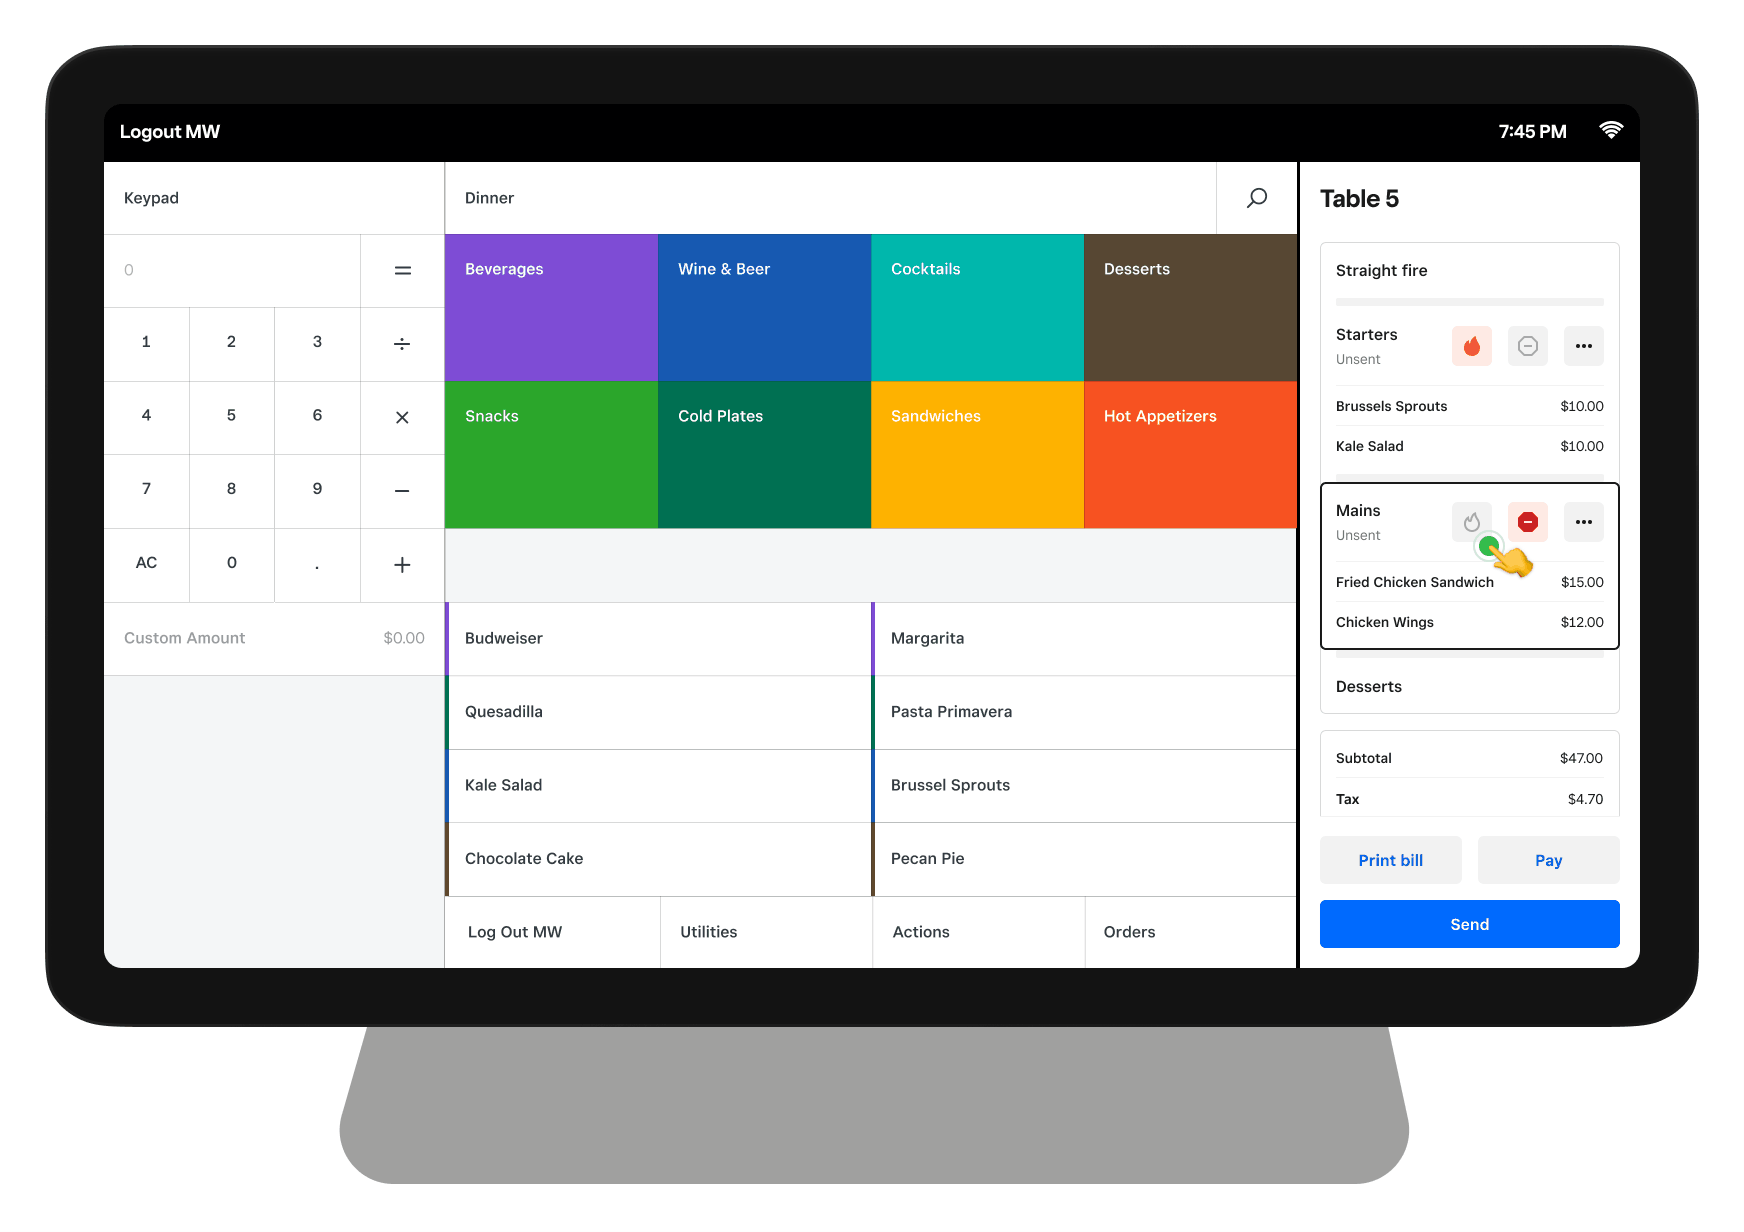 Logout MW
7:45 PM
Keypad
0
=
1 2 3 ÷
4 5 6 ×
7 8 9 −
AC 0 . +
Custom Amount $0.00
Dinner
Beverages
Wine & Beer
Cocktails
Desserts
Snacks
Cold Plates
Sandwiches
Hot Appetizers
Budweiser
Margarita
Quesadilla
Pasta Primavera
Kale Salad
Brussel Sprouts
Chocolate Cake
Pecan Pie
Log Out MW
Utilities
Actions
Orders
Table 5
Straight fire
Starters
Unsent
Brussels Sprouts $10.00
Kale Salad $10.00
Mains
Unsent
Fried Chicken Sandwich $15.00
Chicken Wings $12.00
Desserts
Subtotal $47.00
Tax $4.70
Print bill
Pay
Send